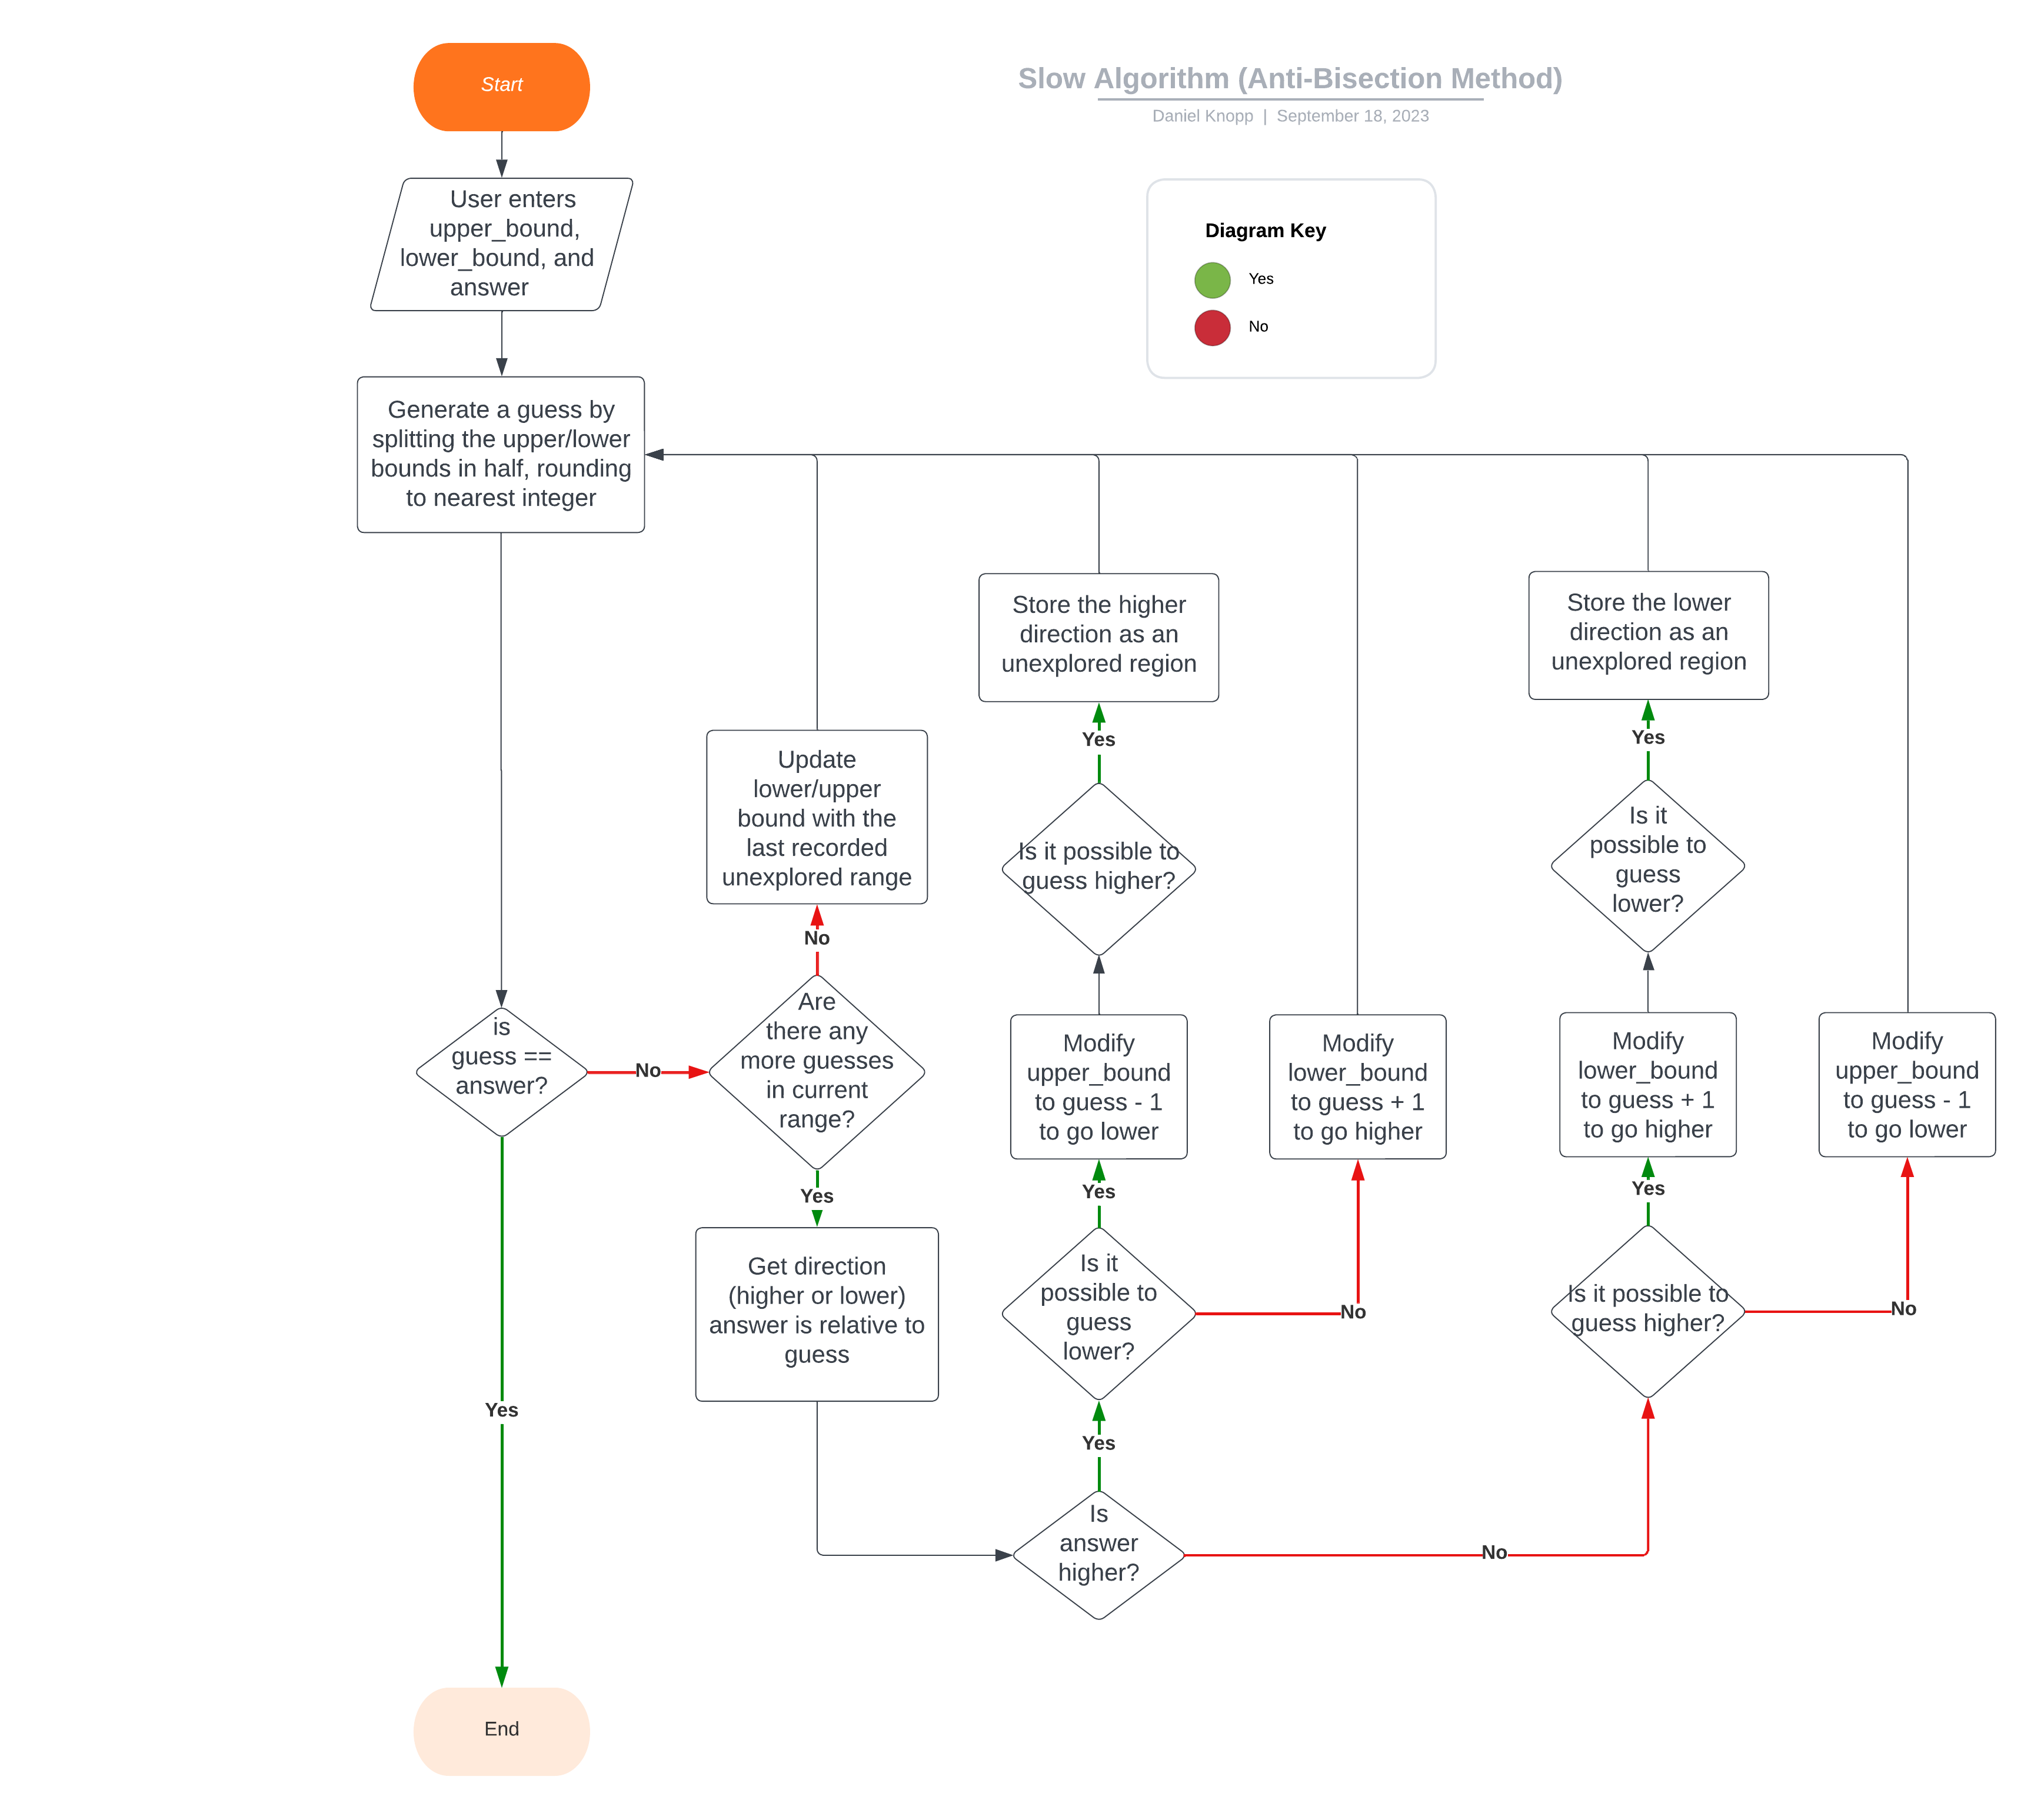 Start
Slow Algorithm (Anti-Bisection Method)
Daniel Knopp | September 18, 2023
User enters
upper_bound,
lower_bound, and
answer
Diagram Key
Yes
No
Generate a guess by
splitting the upper/lower
bounds in half, rounding
to nearest integer
Store the higher
direction as an
unexplored region
Store the lower
direction as an
unexplored region
Yes
Yes
Update
lower/upper
bound with the
last recorded
unexplored range
Is it possible to
guess higher?
Is it
possible to
guess
lower?
No
is
guess ==
answer?
No
Are
there any
more guesses
in current
range?
Modify
upper_bound
to guess - 1
to go lower
Modify
lower_bound
to guess + 1
to go higher
Modify
lower_bound
to guess + 1
to go higher
Modify
upper_bound
to guess - 1
to go lower
Yes
Yes
Yes
Get direction
(higher or lower)
answer is relative to
guess
Is it
possible to
guess
lower?
No
Is it possible to
guess higher?
No
Yes
Yes
Is
answer
higher?
No
End